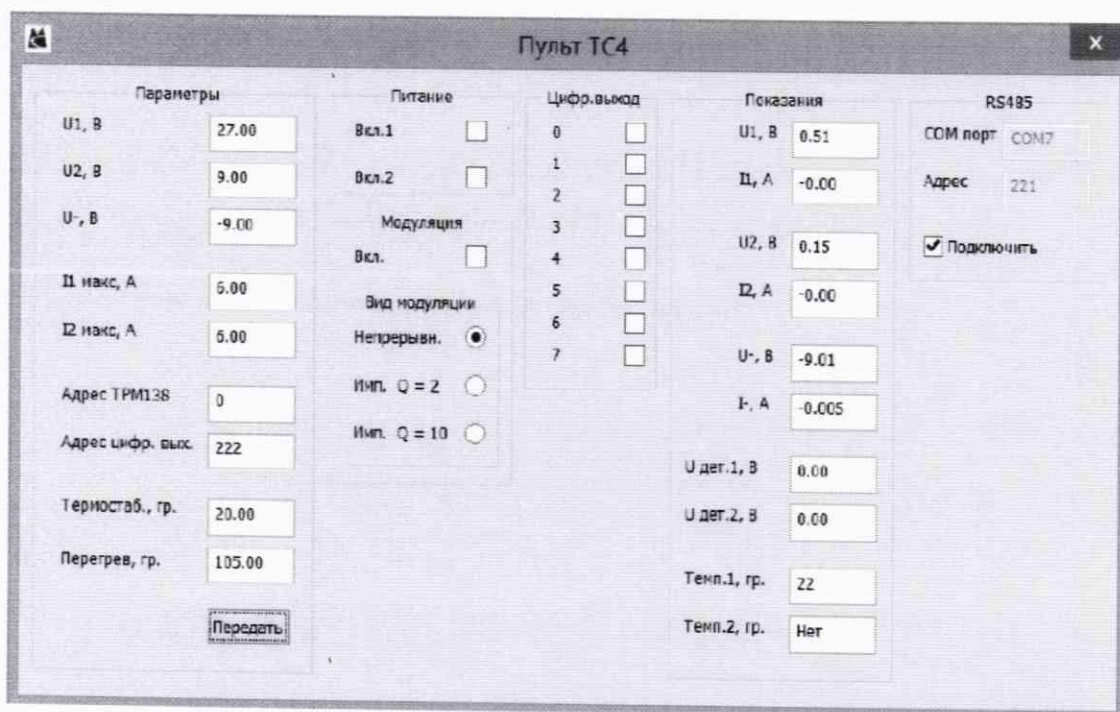 Пульт ТС4
Параметры
U1, В 27.00
U2, В 9.00
U-, В -9.00
I1 макс, А 6.00
I2 макс, А 6.00
Адрес ТРМ138 0
Адрес цифр. вых. 222
Термостаб., гр. 20.00
Перегрев, гр. 105.00
Передать
Питание
Вкл.1
Вкл.2
Модуляция
Вкл.
Вид модуляции
Непрерывн.
Имп. Q = 2
Имп. Q = 10
Цифр.выход
0
1
2
3
4
5
6
7
Показания
U1, В 0.51
I1, А -0.00
U2, В 0.15
I2, А -0.00
U-, В -9.01
I-, А -0.005
U дет.1, В 0.00
U дет.2, В 0.00
Темп.1, гр. 22
Темп.2, гр. Нет
RS485
COM порт COM7
Адрес 221
Подключить